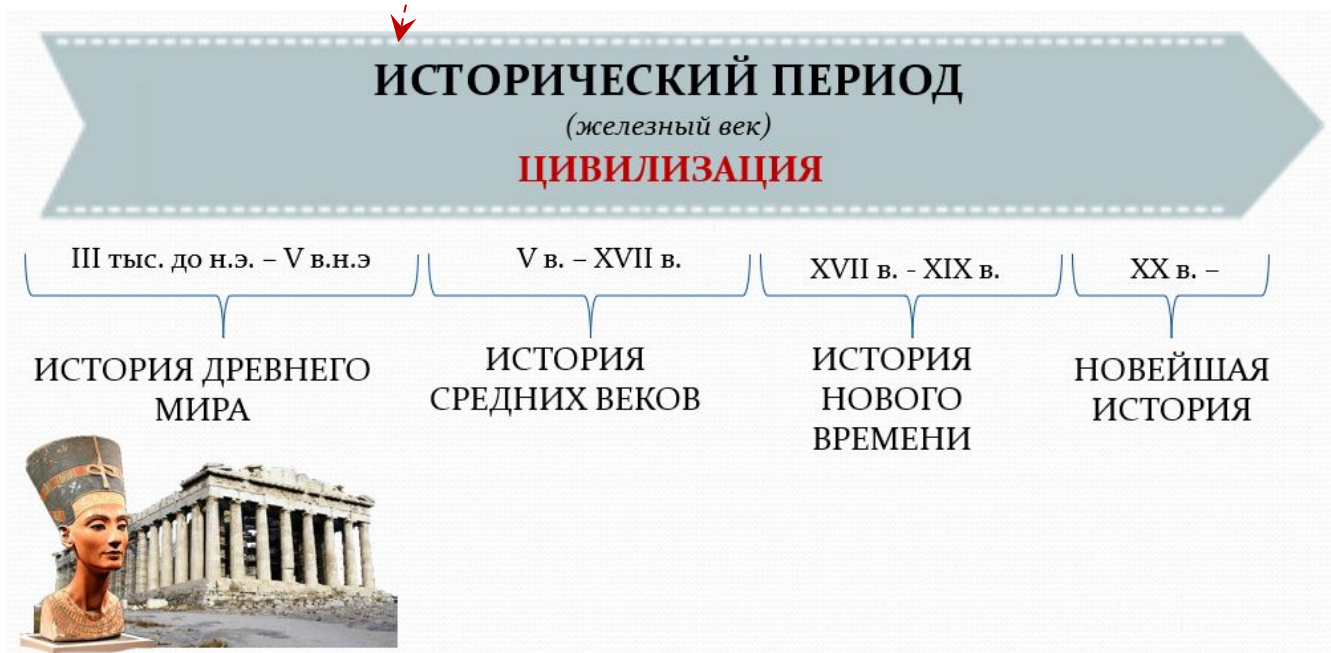 ИСТОРИЧЕСКИЙ ПЕРИОД
(железный век)
ЦИВИЛИЗАЦИЯ
III тыс. до н.э. – V в.н.э
V в. – XVII в.
XVII в. - XIX в.
XX в. –
ИСТОРИЯ ДРЕВНЕГО
МИРА
ИСТОРИЯ
СРЕДНИХ ВЕКОВ
ИСТОРИЯ
НОВОГО
ВРЕМЕНИ
НОВЕЙШАЯ
ИСТОРИЯ